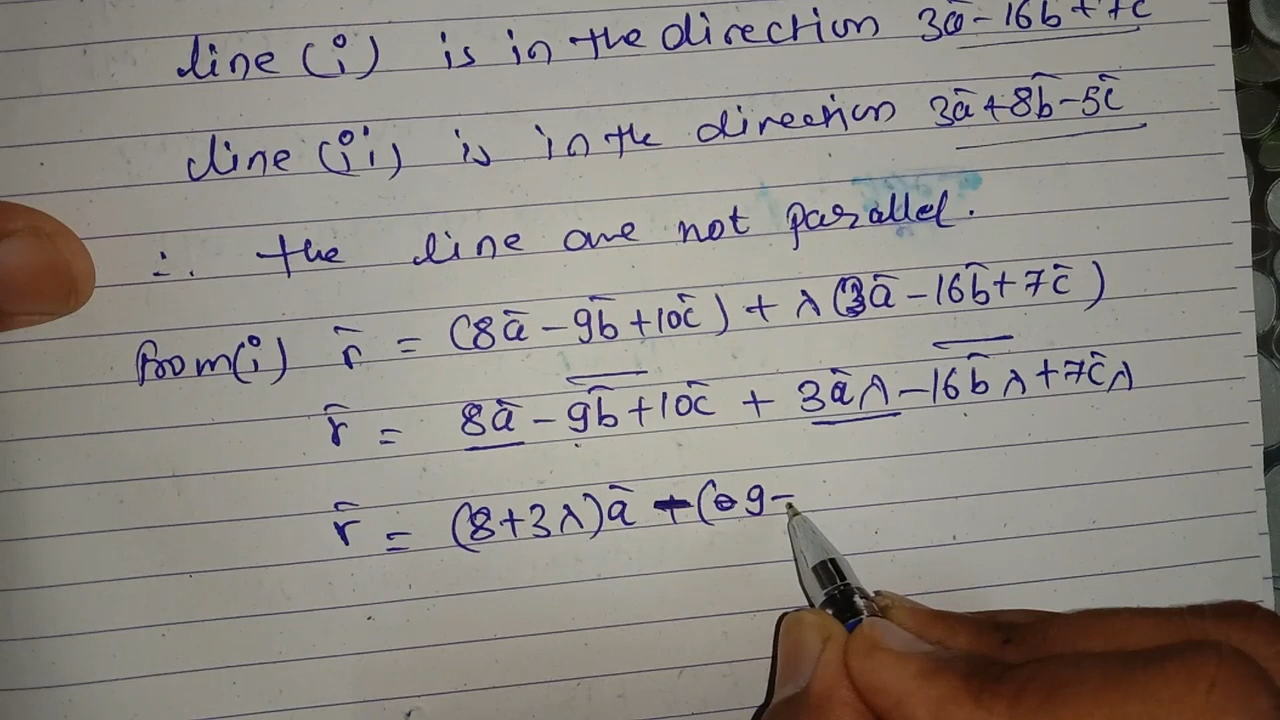 line (i) is in the direction 3ā - 16b + 7c
line (ii) is in the direction 3ā + 8b̄ - 5c̄
∴ the line are not parallel.
from(i) r̄ = (8ā - 9b̄ + 10c̄) + λ(3ā - 16b̄ + 7c̄)
r̄ = 8ā - 9b̄ + 10c̄ + 3āλ - 16b̄λ + 7c̄λ
r̄ = (8+3λ)ā + (-9-